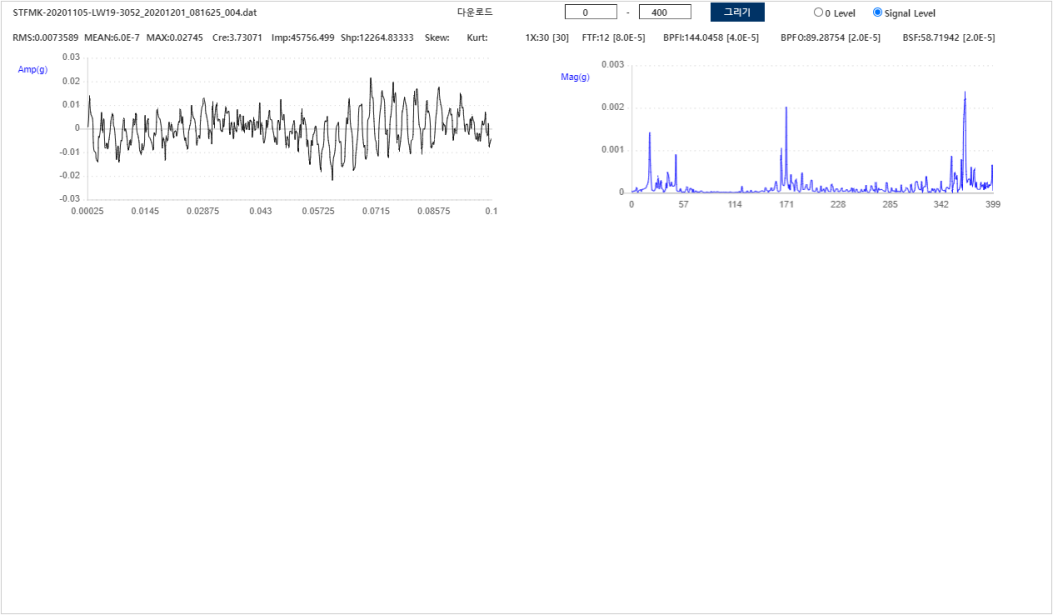 STFMK-20201105-LW19-3052_20201201_081625_004.dat 다운로드 0 - 400 그리기 0 Level Signal Level
RMS:0.0073589 MEAN:6.0E-7 MAX:0.02745 Cre:3.73071 Imp:45756.499 Shp:12264.83333 Skew: Kurt: 1X:30 [30] FTF:12 [8.0E-5] BPFI:144.0458 [4.0E-5] BPFO:89.28754 [2.0E-5] BSF:58.71942 [2.0E-5]
Amp(g)
0.03
0.02
0.01
0
-0.01
-0.02
-0.03
0.00025 0.0145 0.02875 0.043 0.05725 0.0715 0.08575 0.1
Mag(g)
0.003
0.002
0.001
0
0 57 114 171 228 285 342 399